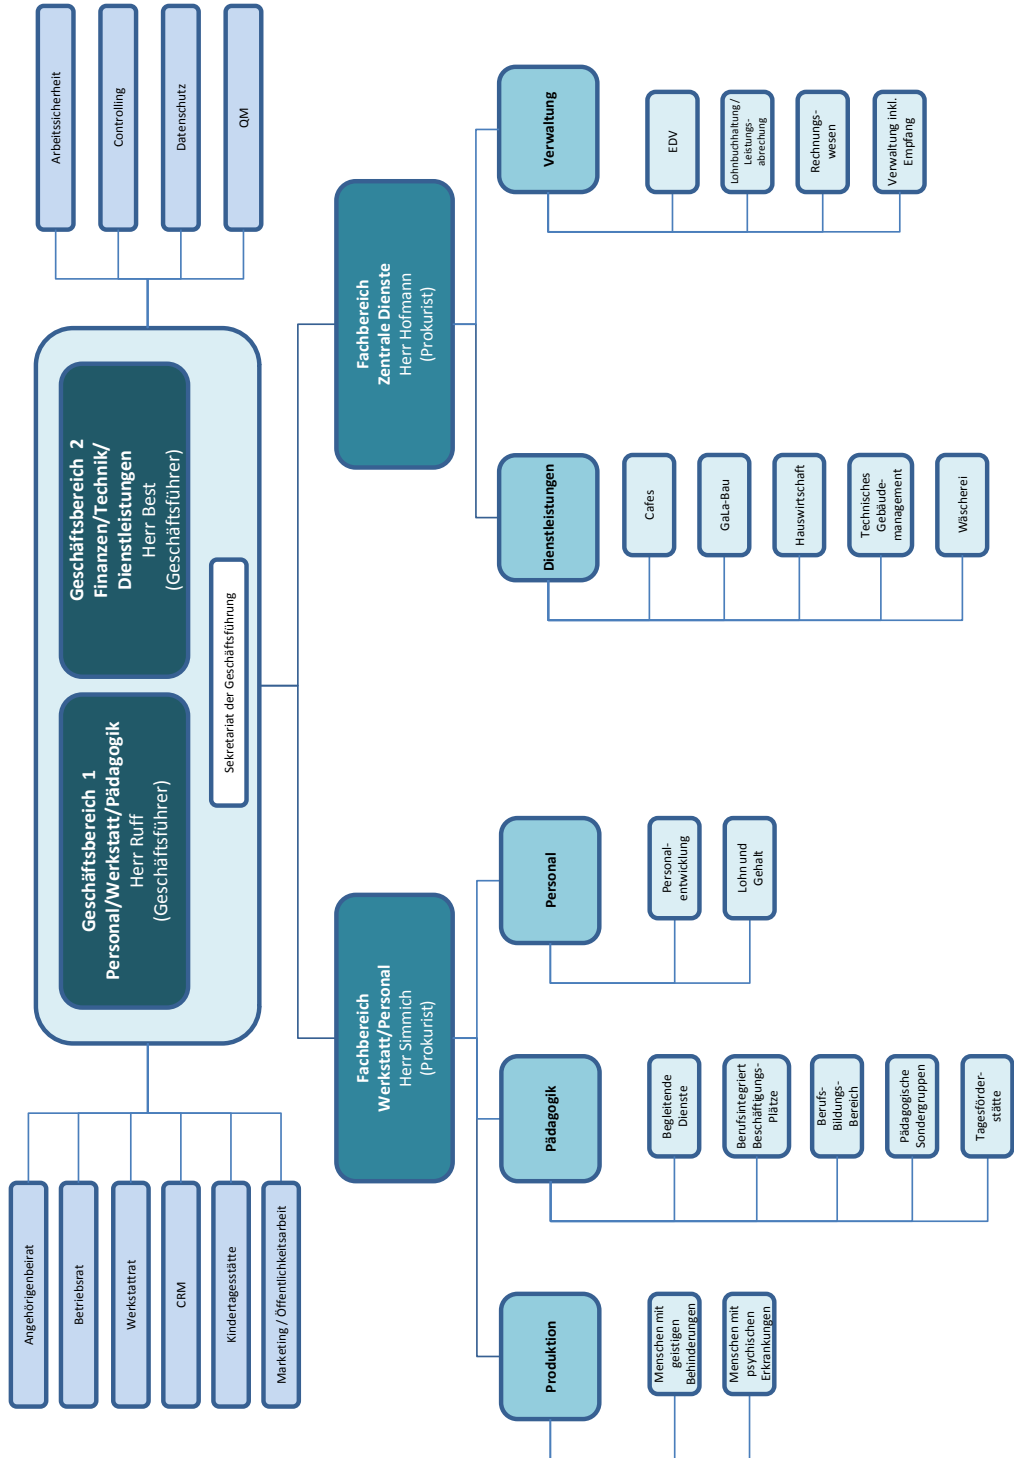 Geschäftsbereich 1
Personal/Werkstatt/Pädagogik
Herr Ruff
(Geschäftsführer)
Geschäftsbereich 2
Finanzen/Technik/
Dienstleistungen
Herr Best
(Geschäftsführer)
Sekretariat der Geschäftsführung
Angehörigenbeirat
Betriebsrat
Werkstattrat
CRM
Kindertagesstätte
Marketing / Öffentlichkeitsarbeit
Arbeitssicherheit
Controlling
Datenschutz
QM
Fachbereich
Werkstatt/Personal
Herr Simmich
(Prokurist)
Fachbereich
Zentrale Dienste
Herr Hofmann
(Prokurist)
Produktion
Menschen mit
geistigen
Behinderungen
Menschen mit
psychischen
Erkrankungen
Pädagogik
Begleitende
Dienste
Berufsintegriert
Beschäftigungs-
Plätze
Berufs-
Bildungs-
Bereich
Pädagogische
Sondergruppen
Tagesförder-
stätte
Personal
Personal-
entwicklung
Lohn und
Gehalt
Dienstleistungen
Cafes
GaLa-Bau
Hauswirtschaft
Technisches
Gebäude-
management
Wäscherei
Verwaltung
EDV
Lohnbuchhaltung /
Leistungs-
abrechung
Rechnungs-
wesen
Verwaltung inkl.
Empfang